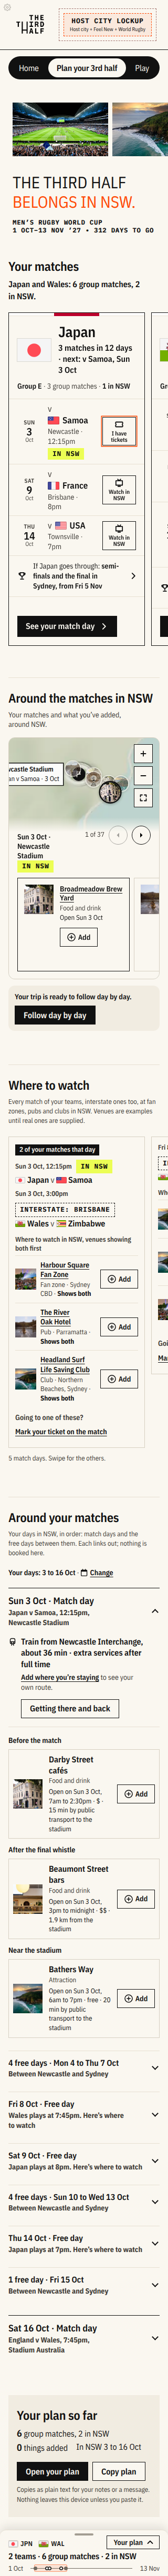 THE
THIRD
HALF
HOST CITY LOCKUP
Host city × Feel New × World Rugby
Home
Plan your 3rd half
Play
THE THIRD HALF
BELONGS IN NSW.
MEN'S RUGBY WORLD CUP
1 OCT–13 NOV '27 • 312 DAYS TO GO
Your matches
Japan and Wales: 6 group matches, 2
in NSW.
Japan
3 matches in 12 days
· next: v Samoa, Sun
3 Oct
Group E · 3 group matches · 1 in NSW
SUN
3
Oct
v
Samoa
Newcastle ·
12:15pm
IN NSW
I have
tickets
SAT
9
Oct
v
France
Brisbane ·
8pm
Watch in
NSW
THU
14
Oct
v
USA
Townsville ·
7pm
Watch in
NSW
If Japan goes through: semi-
finals and the final in
Sydney, from Fri 5 Nov
See your match day
Around the matches in NSW
Your matches and what you've added,
around NSW.
wcastle Stadium
an v Samoa · 3 Oct
Sun 3 Oct ·
Newcastle
Stadium
IN NSW
1 of 37
Broadmeadow Brew
Yard
Food and drink
Open Sun 3 Oct
Add
Your trip is ready to follow day by day.
Follow day by day
Where to watch
Every match of your teams, interstate ones too, at fan
zones, pubs and clubs in NSW. Venues are examples
until real ones are supplied.
2 of your matches that day
Sun 3 Oct, 12:15pm
IN NSW
Japan v Samoa
Sun 3 Oct, 3:00pm
INTERSTATE: BRISBANE
Wales v Zimbabwe
Where to watch in NSW, venues showing
both first
Harbour Square
Fan Zone
Fan zone · Sydney
CBD · Shows both
Add
The River
Oak Hotel
Pub · Parramatta ·
Shows both
Add
Headland Surf
Life Saving Club
Club · Northern
Beaches, Sydney ·
Shows both
Add
Going to one of these?
Mark your ticket on the match
5 match days. Swipe for the others.
Around your matches
Your days in NSW, in order: match days and the
free days between them. Each links out; nothing is
booked here.
Your days: 3 to 16 Oct ·
Change
Sun 3 Oct · Match day
Japan v Samoa, 12:15pm,
Newcastle Stadium
Train from Newcastle Interchange,
about 36 min · extra services after
full time
Add where you're staying to see your
own route.
Getting there and back
Before the match
Darby Street
cafés
Food and drink
Open on Sun 3 Oct,
7am to 2:30pm · $ ·
15 min by public
transport to the
stadium
Add
After the final whistle
Beaumont Street
bars
Food and drink
Open on Sun 3 Oct,
3pm to midnight · $$ ·
1.9 km from the
stadium
Add
Near the stadium
Bathers Way
Attraction
Open on Sun 3 Oct,
6am to 7pm · free · 20
min by public
transport to the
stadium
Add
4 free days · Mon 4 to Thu 7 Oct
Between Newcastle and Sydney
Fri 8 Oct · Free day
Wales plays at 7:45pm. Here's where
to watch
Sat 9 Oct · Free day
Japan plays at 8pm. Here's where to watch
4 free days · Sun 10 to Wed 13 Oct
Between Newcastle and Sydney
Thu 14 Oct · Free day
Japan plays at 7pm. Here's where to watch
1 free day · Fri 15 Oct
Between Newcastle and Sydney
Sat 16 Oct · Match day
England v Wales, 7:45pm,
Stadium Australia
Your plan so far
6 group matches, 2 in NSW
0 things added
In NSW 3 to 16 Oct
Open your plan
Copy plan
Copies as plain text for your notes or a message.
Nothing leaves this device unless you paste it.
JPN
WAL
Your plan
2 teams · 6 group matches · 2 in NSW
1 Oct
13 Nov